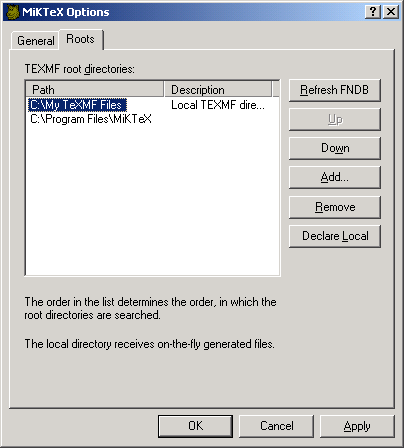 MiKTeX Options
General
Roots
TEXMF root directories:
Path Description
C:\My TeXMF Files Local TEXMF dire...
C:\Program Files\MiKTeX
Refresh FNDB
Up
Down
Add...
Remove
Declare Local
The order in the list determines the order, in which the
root directories are searched.
The local directory receives on-the-fly generated files.
OK
Cancel
Apply